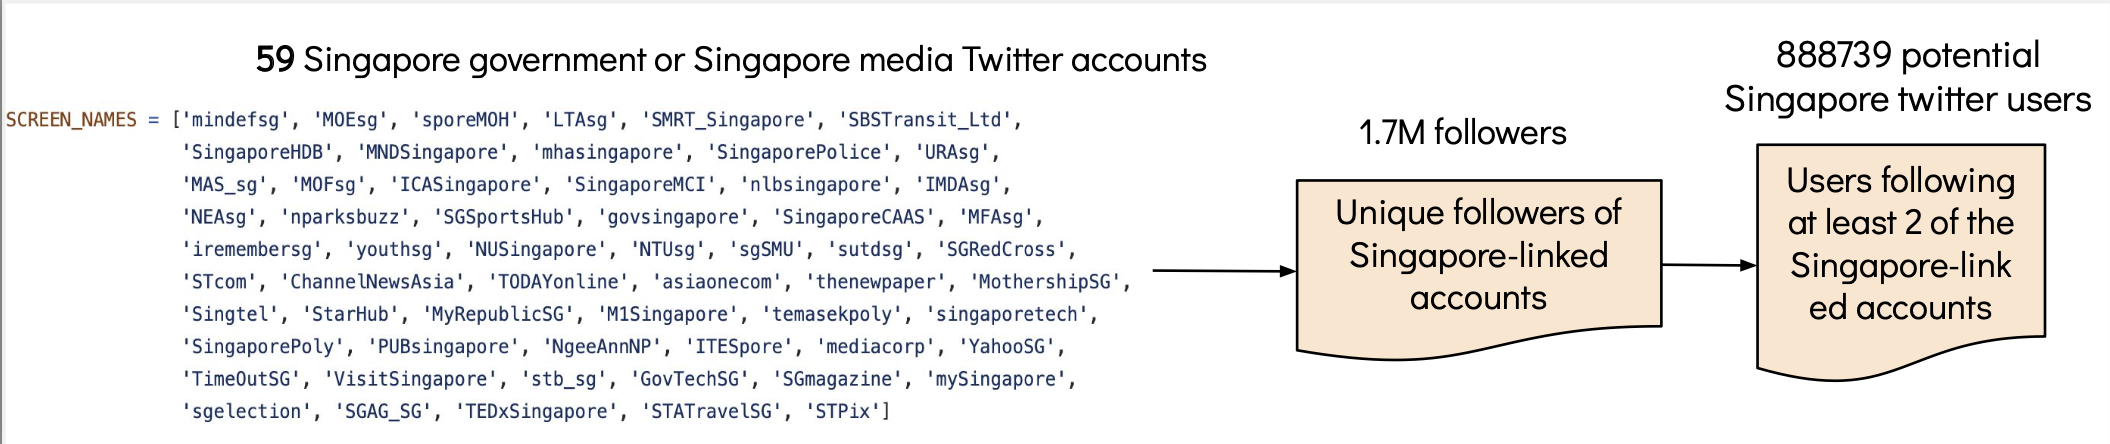 59 Singapore government or Singapore media Twitter accounts
SCREEN_NAMES = ['mindefsg', 'MOEsg', 'sporeMOH', 'LTAsg', 'SMRT_Singapore', 'SBSTransit_Ltd',
'SingaporeHDB', 'MNDSingapore', 'mhasingapore', 'SingaporePolice', 'URAsg',
'MAS_sg', 'MOFsg', 'ICASingapore', 'SingaporeMCI', 'nlbsingapore', 'IMDAsg',
'NEAsg', 'nparksbuzz', 'SGSportsHub', 'govsingapore', 'SingaporeCAAS', 'MFAsg',
'iremembersg', 'youthsg', 'NUSingapore', 'NTUsg', 'sgSMU', 'sutdsg', 'SGRedCross',
'STcom', 'ChannelNewsAsia', 'TODAYonline', 'asiaonecom', 'thenewpaper', 'MothershipSG',
'Singtel', 'StarHub', 'MyRepublicSG', 'M1Singapore', 'temasekpoly', 'singaporetech',
'SingaporePoly', 'PUBsingapore', 'NgeeAnnNP', 'ITESpore', 'mediacorp', 'YahooSG',
'TimeOutSG', 'VisitSingapore', 'stb_sg', 'GovTechSG', 'SGmagazine', 'mySingapore',
'sgelection', 'SGAG_SG', 'TEDxSingapore', 'STATravelSG', 'STPix']
1.7M followers
Unique followers of
Singapore-linked
accounts
888739 potential
Singapore twitter users
Users following
at least 2 of the
Singapore-link
ed accounts